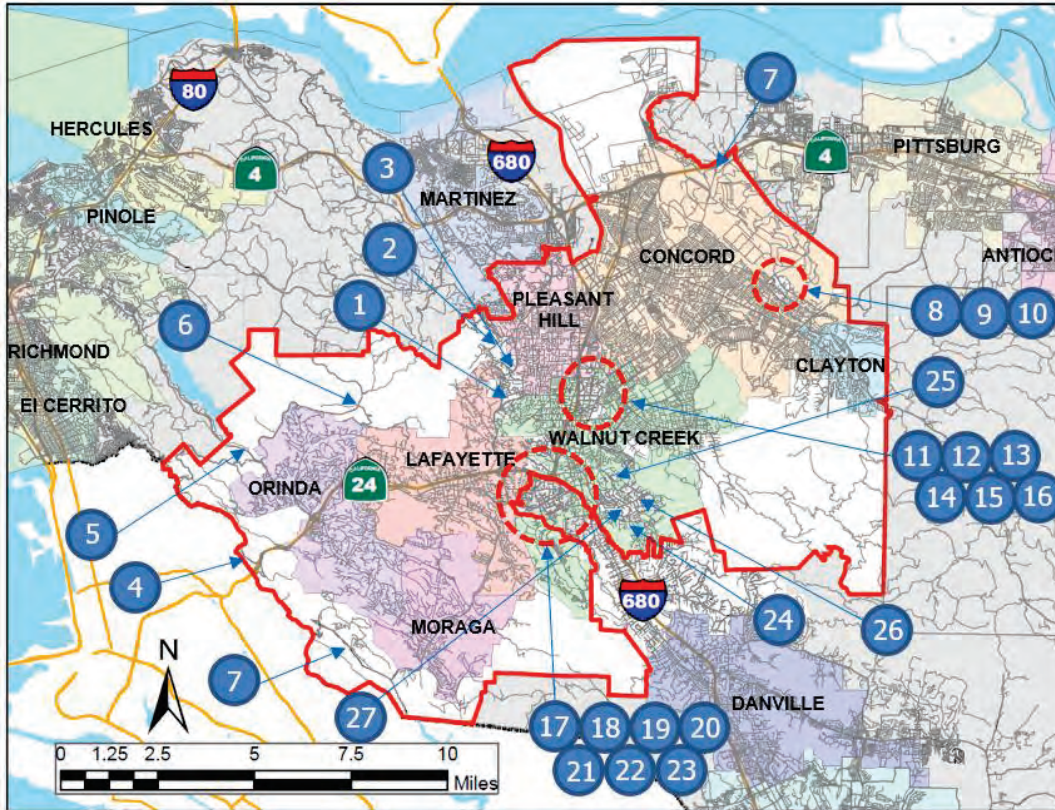 7
80
HERCULES
3
680
CALIFORNIA
4
CALIFORNIA
4
PITTSBURG
MARTINEZ
PINOLE
2
CONCORD
ANTIOC
1
PLEASANT
HILL
6
8 9 10
RICHMOND
CLAYTON
25
El CERRITO
WALNUT CREEK
LAFAYETTE
11 12 13
ORINDA
CALIFORNIA
24
14 15 16
5
4
680
MORAGA
24
26
N
7
27
17 18 19 20
DANVILLE
21 22 23
0 1.25 2.5 5 7.5 10
Miles